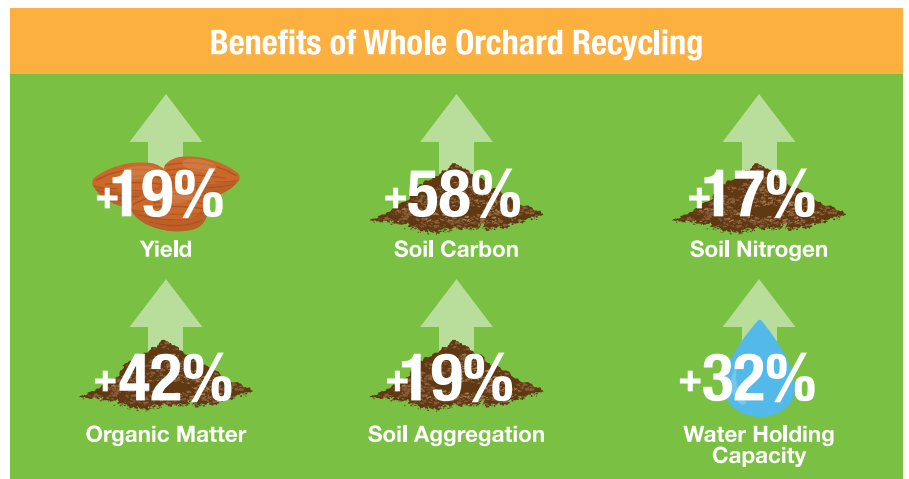 Benefits of Whole Orchard Recycling
+19%
Yield
+58%
Soil Carbon
+17%
Soil Nitrogen
+42%
Organic Matter
+19%
Soil Aggregation
+32%
Water Holding
Capacity